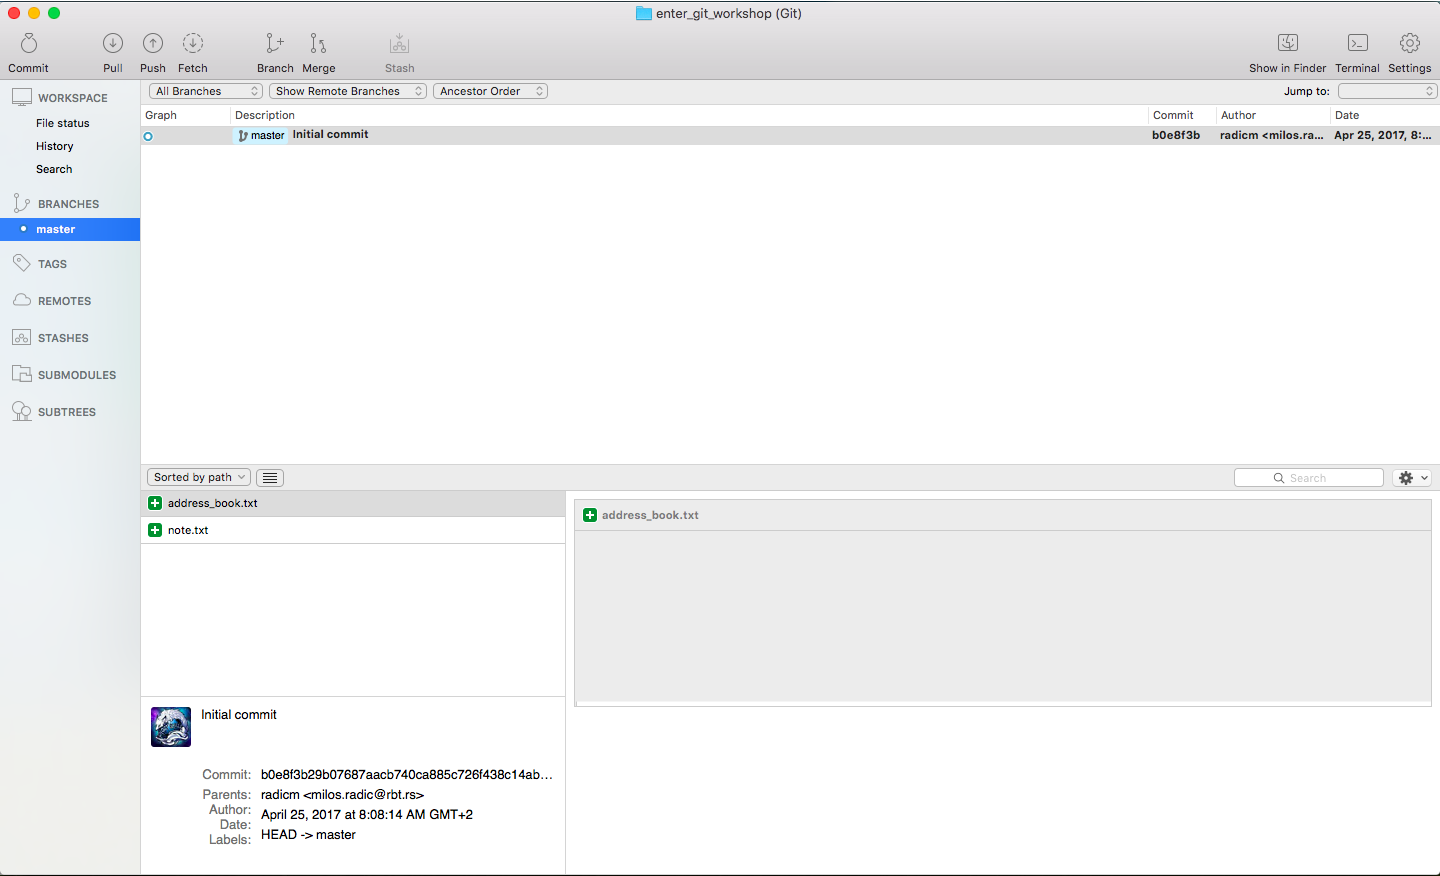 enter_git_workshop (Git)
Commit Pull Push Fetch Branch Merge Stash Show in Finder Terminal Settings
WORKSPACE
File status
History
Search
BRANCHES
master
TAGS
REMOTES
STASHES
SUBMODULES
SUBTREES
All Branches Show Remote Branches Ancestor Order Jump to:
Graph Description Commit Author Date
master Initial commit b0e8f3b radicm <milos.ra... Apr 25, 2017, 8:...
Sorted by path Search
address_book.txt
note.txt
address_book.txt
Initial commit
Commit: b0e8f3b29b07687aacb740ca885c726f438c14ab...
Parents: radicm <milos.radic@rbt.rs>
Author:
April 25, 2017 at 8:08:14 AM GMT+2
Date:
Labels: HEAD -> master